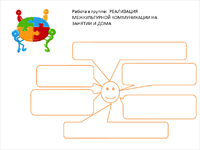 Работа в группе: РЕАЛИЗАЦИЯ
МЕЖКУЛЬТУРНОЙ КОММУНИКАЦИИ НА
ЗАНЯТИИ И ДОМА